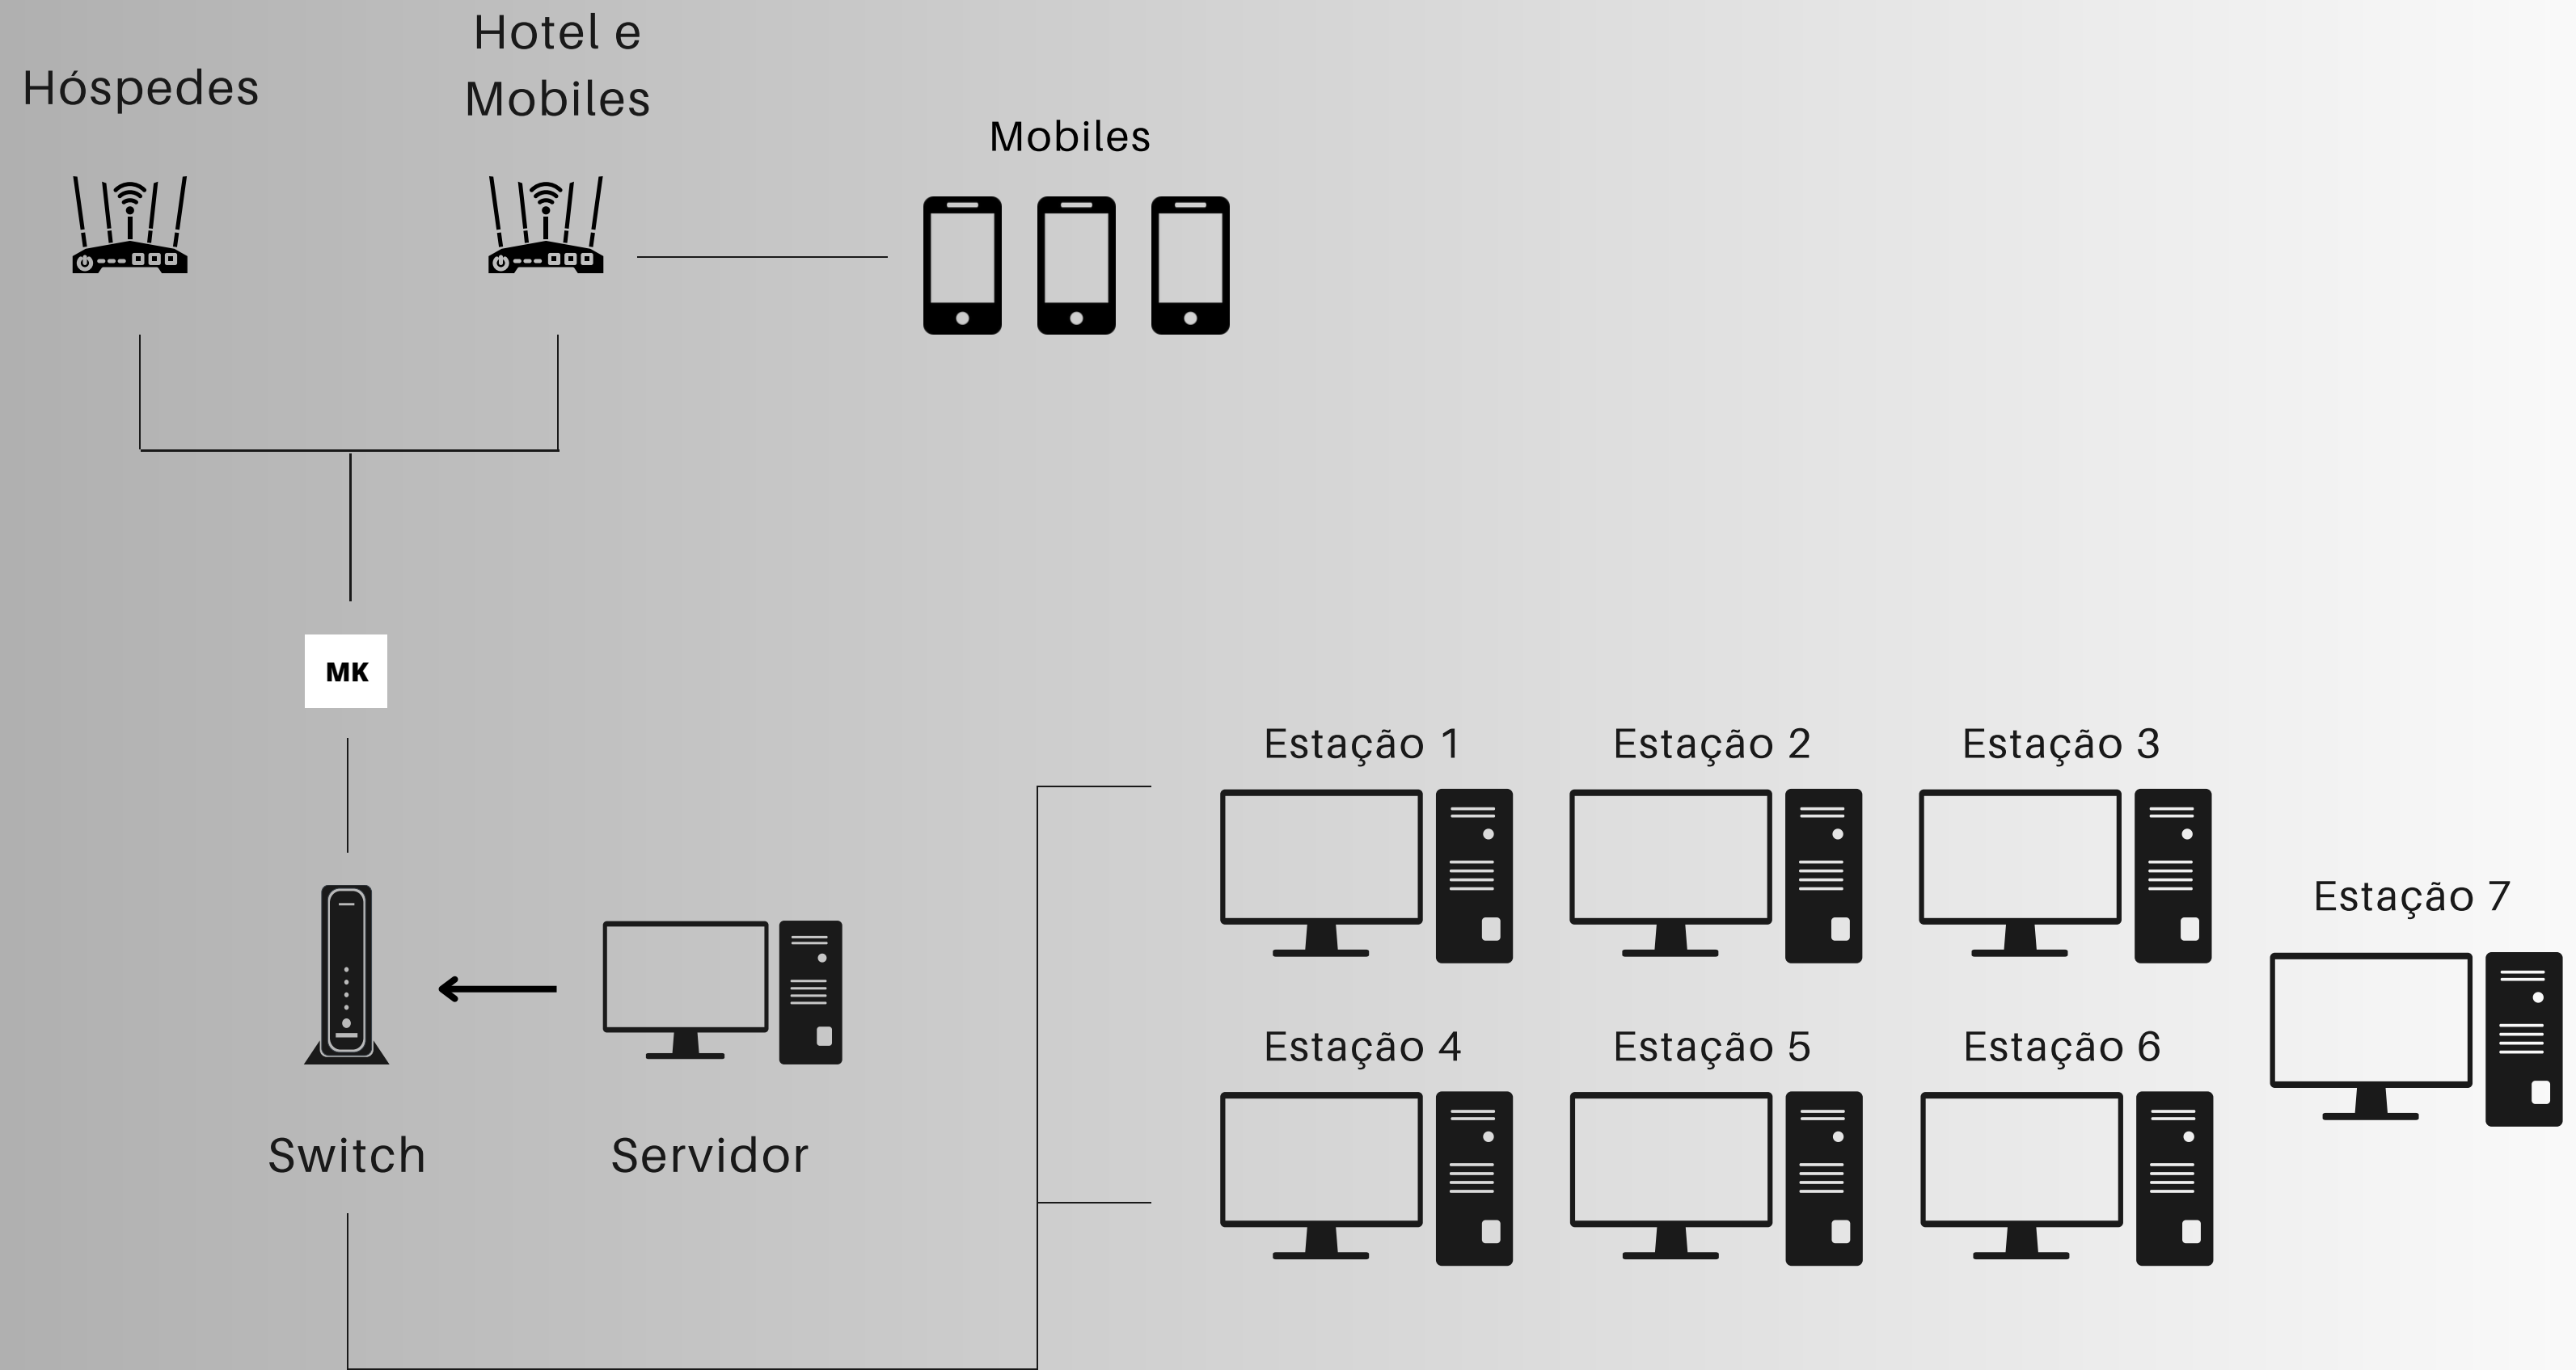 Hóspedes
Hotel e
Mobiles
Mobiles
MK
Estação 1
Estação 2
Estação 3
Estação 7
Estação 4
Estação 5
Estação 6
Switch
Servidor